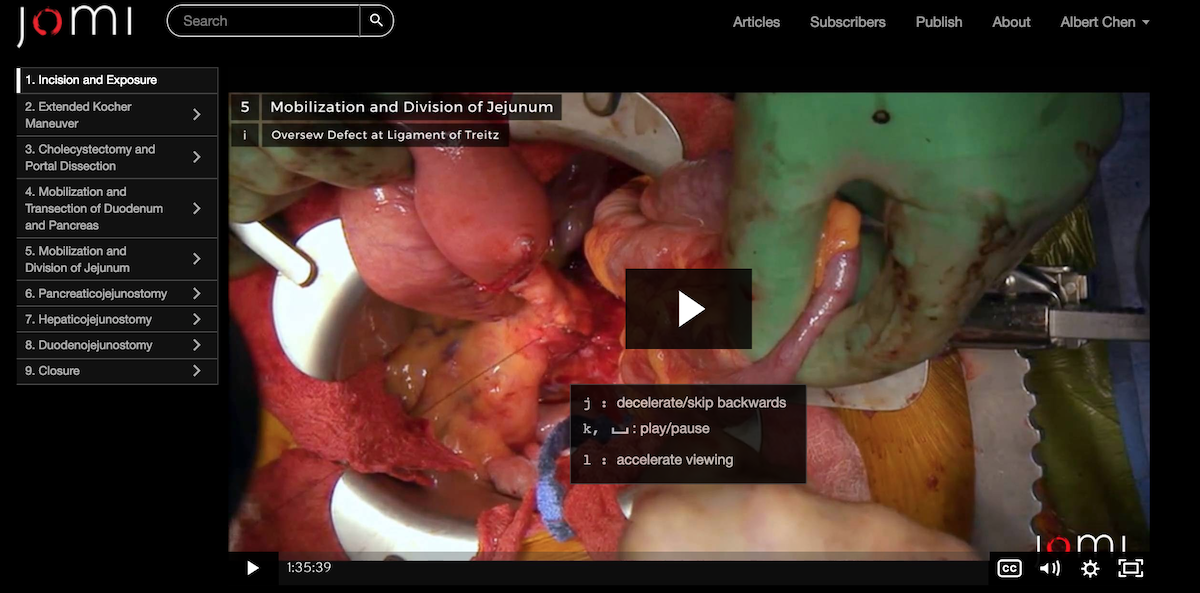 jomi
Search
Articles
Subscribers
Publish
About
Albert Chen
1. Incision and Exposure
2. Extended Kocher
Maneuver
3. Cholecystectomy and
Portal Dissection
4. Mobilization and
Transection of Duodenum
and Pancreas
5. Mobilization and
Division of Jejunum
6. Pancreaticojejunostomy
7. Hepaticojejunostomy
8. Duodenojejunostomy
9. Closure
5 Mobilization and Division of Jejunum
i Oversew Defect at Ligament of Treitz
j : decelerate/skip backwards
k, ⎵: play/pause
l : accelerate viewing
jomi
1:35:39
CC